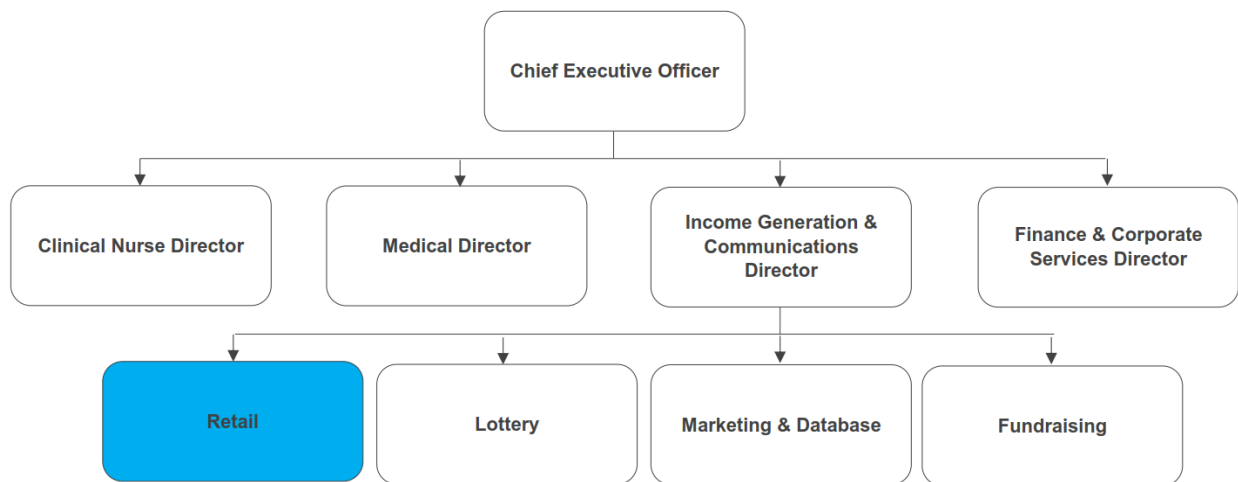 Chief Executive Officer
Clinical Nurse Director
Medical Director
Income Generation &
Communications
Director
Finance & Corporate
Services Director
Retail
Lottery
Marketing & Database
Fundraising